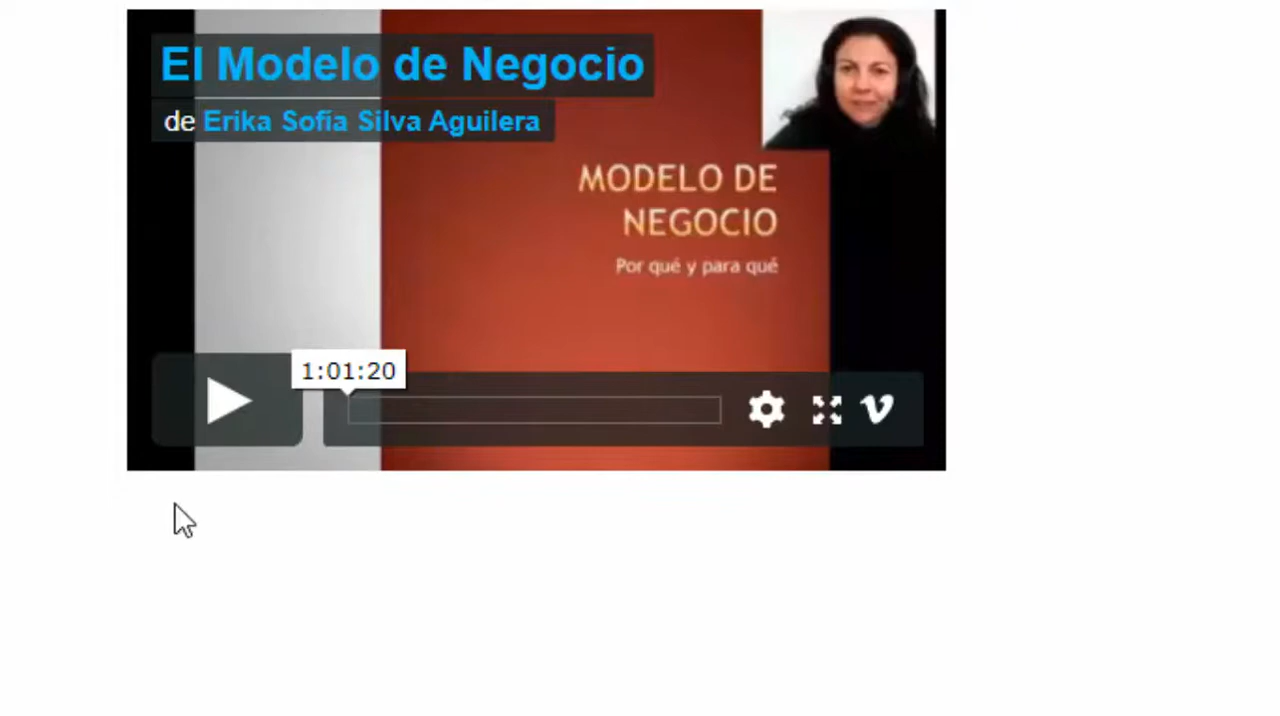 El Modelo de Negocio
de Erika Sofía Silva Aguilera
MODELO DE
NEGOCIO
Por qué y para qué
1:01:20